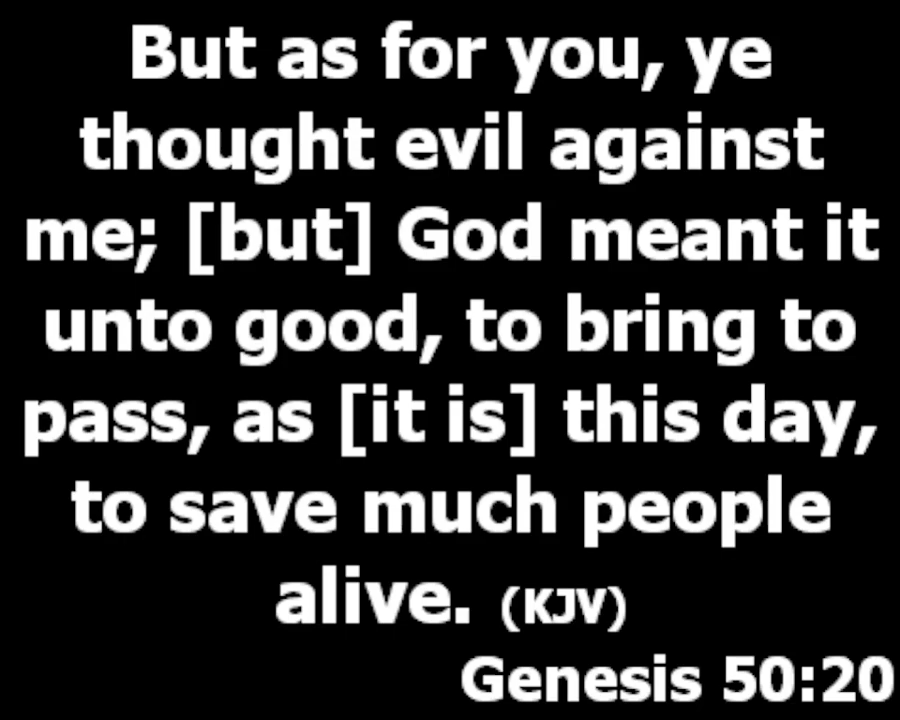 But as for you, ye
thought evil against
me; [but] God meant it
unto good, to bring to
pass, as [it is] this day,
to save much people
alive. (KJV)
Genesis 50:20